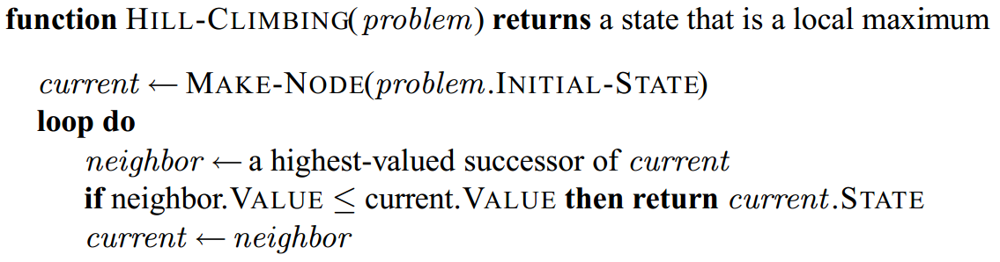 function HILL-CLIMBING(problem) returns a state that is a local maximum
current ← MAKE-NODE(problem.INITIAL-STATE)
loop do
neighbor ← a highest-valued successor of current
if neighbor.VALUE ≤ current.VALUE then return current.STATE
current ← neighbor